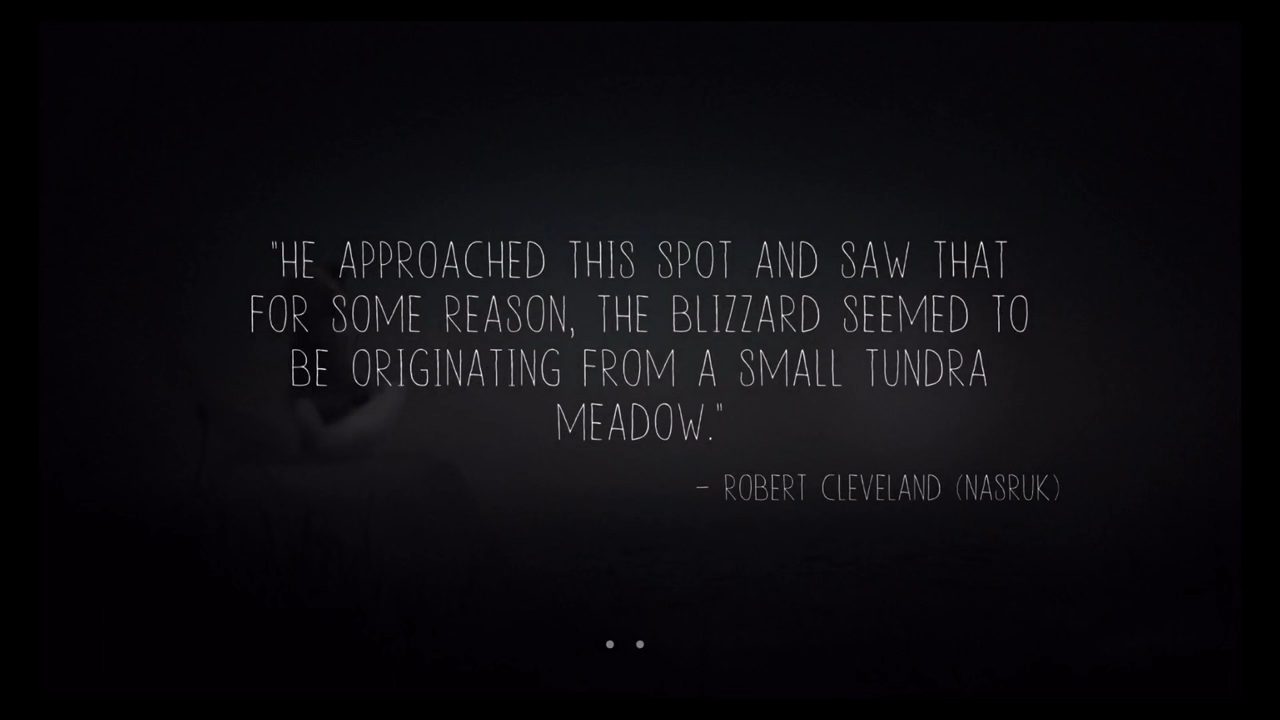 "HE APPROACHED THIS SPOT AND SAW THAT
FOR SOME REASON, THE BLIZZARD SEEMED TO
BE ORIGINATING FROM A SMALL TUNDRA
MEADOW."
- ROBERT CLEVELAND (NASRUK)